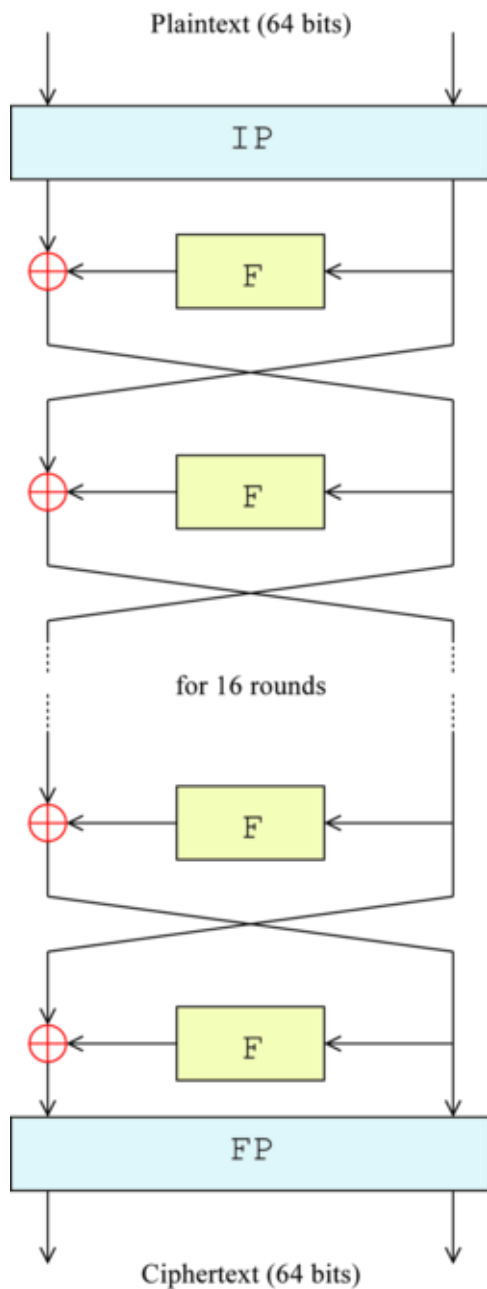 Plaintext (64 bits)
IP
F
F
for 16 rounds
F
F
FP
Ciphertext (64 bits)